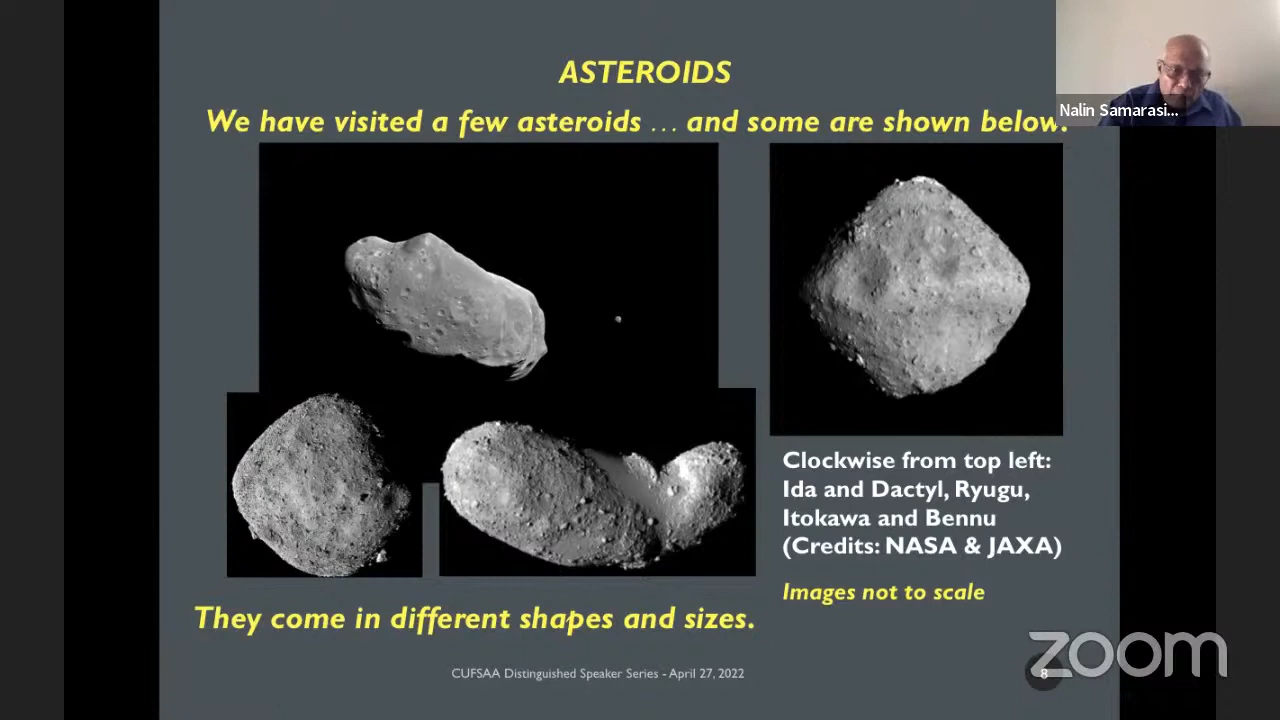 ASTEROIDS
We have visited a few asteroids … and some are shown below.
Nalin Samarasi...
Clockwise from top left:
Ida and Dactyl, Ryugu,
Itokawa and Bennu
(Credits: NASA & JAXA)
Images not to scale
They come in different shapes and sizes.
CUFSAA Distinguished Speaker Series - April 27, 2022
8
zoom